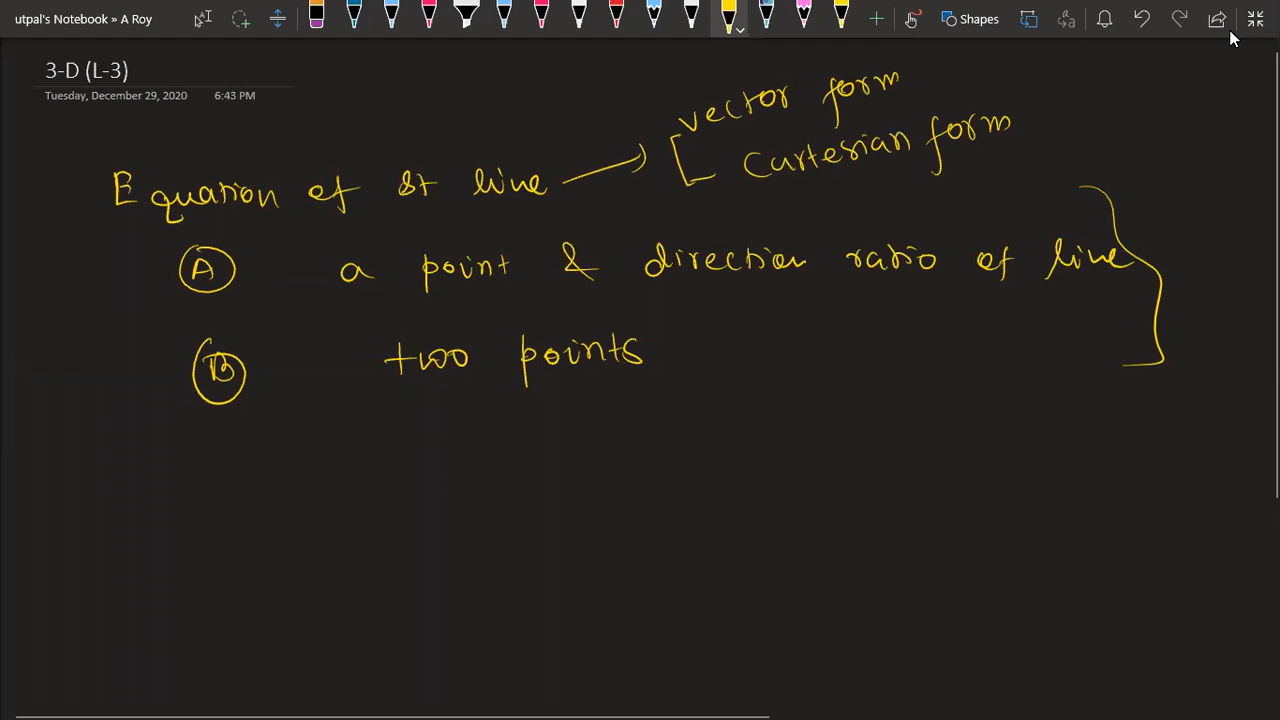 utpal's Notebook » A Roy
Shapes
3-D (L-3)
Tuesday, December 29, 2020 6:43 PM
vector form
Cartesian form
Equation of St line
A a point & direction ratio of line
B two points